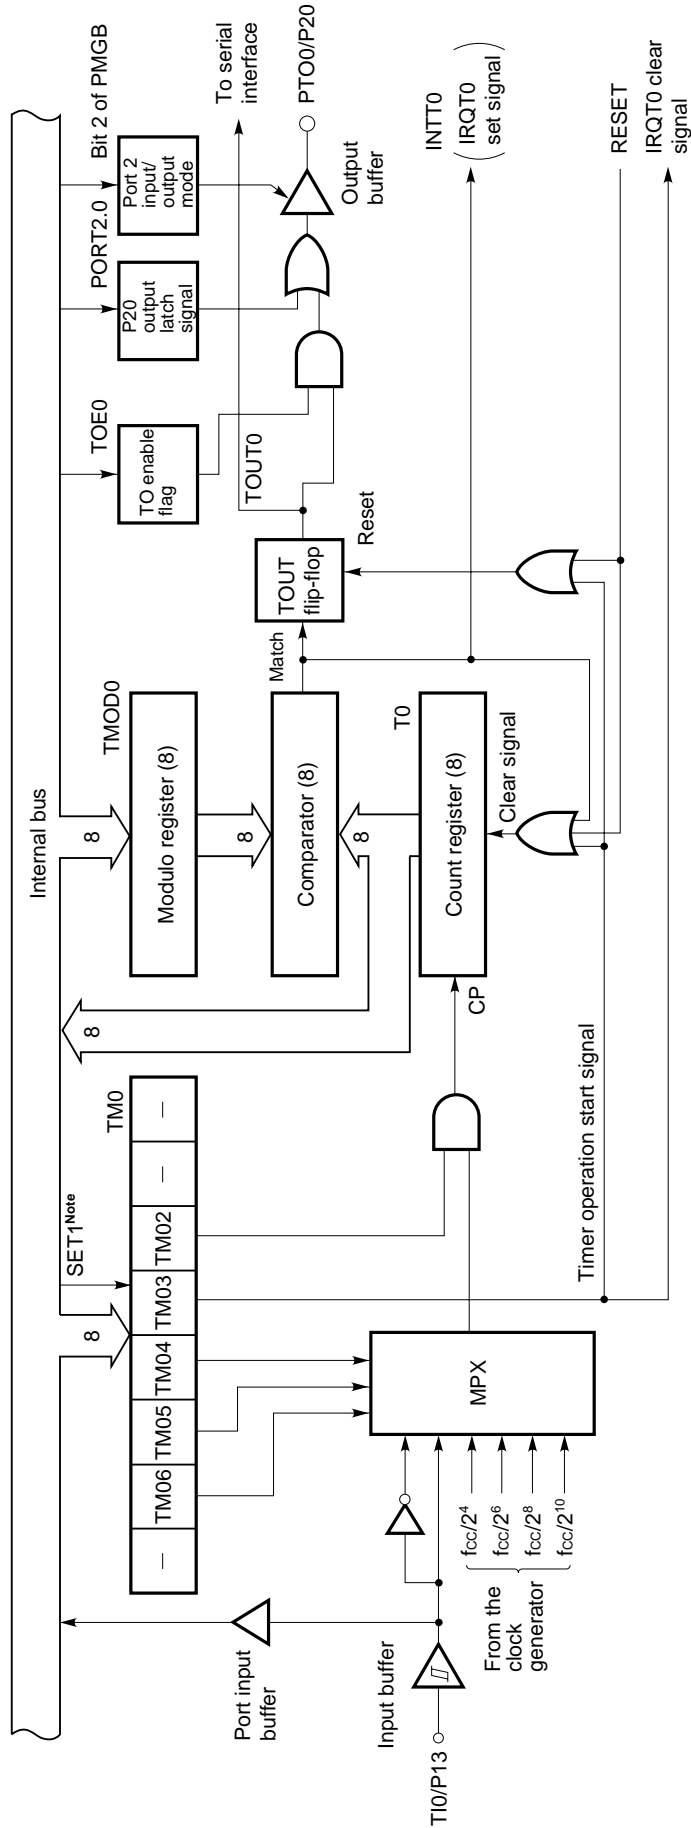 Internal bus
8
SET1Note
8
8
TM0
—
TM06
TM05
TM04
TM03
TM02
—
—
TMOD0
Modulo register (8)
8
Comparator (8)
8
T0
Count register (8)
CP
Clear signal
Match
TOUT
flip-flop
Reset
TOE0
TO enable
flag
TOUT0
PORT2.0
P20
output
latch
signal
Bit 2 of PMGB
Port 2
input/
output
mode
To serial
interface
PTO0/P20
Output
buffer
INTT0
(IRQT0
set signal)
RESET
IRQT0 clear
signal
Port input
buffer
Input buffer
TI0/P13
From the
clock
generator
fCC/2⁴
fCC/2⁶
fCC/2⁸
fCC/2¹⁰
MPX
Timer operation start signal